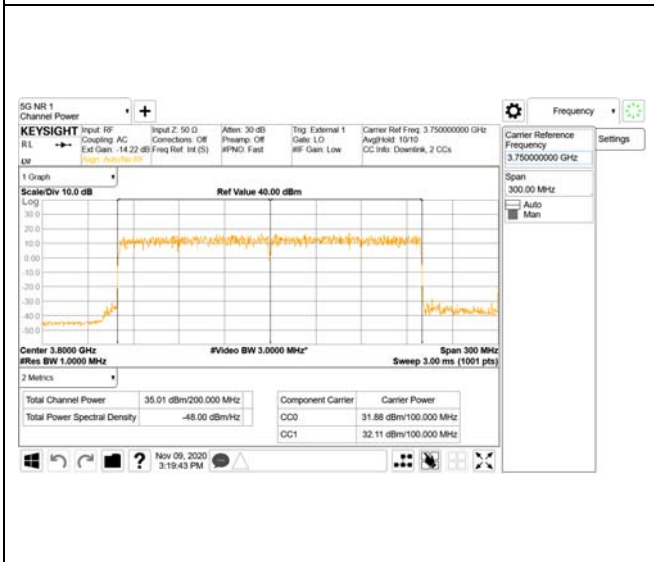 5G NR 1
Channel Power
Frequency
KEYSIGHT
RL
Input: RF
Coupling: AC
Ext Gain: -14.22 dB
Align: Auto/No RF
Input Z: 50 Ω
Corrections: Off
Freq Ref: Int (S)
Atten: 30 dB
Preamp: Off
#PNO: Fast
Trig: External 1
Gate: LO
#IF Gain: Low
Carrier Ref Freq: 3.750000000 GHz
Avg|Hold: 10/10
CC Info: Downlink, 2 CCs
Carrier Reference
Frequency
3.750000000 GHz
Settings
Span
300.00 MHz
Auto
Man
1 Graph
Scale/Div 10.0 dB
Ref Value 40.00 dBm
Log
30.0
20.0
10.0
0.00
-10.0
-20.0
-30.0
-40.0
-50.0
Center 3.8000 GHz
#Video BW 3.0000 MHz*
Span 300 MHz
#Res BW 1.0000 MHz
Sweep 3.00 ms (1001 pts)
2 Metrics
Total Channel Power 35.01 dBm/200.000 MHz
Total Power Spectral Density -48.00 dBm/Hz
Component Carrier Carrier Power
CC0 31.88 dBm/100.000 MHz
CC1 32.11 dBm/100.000 MHz
?
Nov 09, 2020
3:19:43 PM